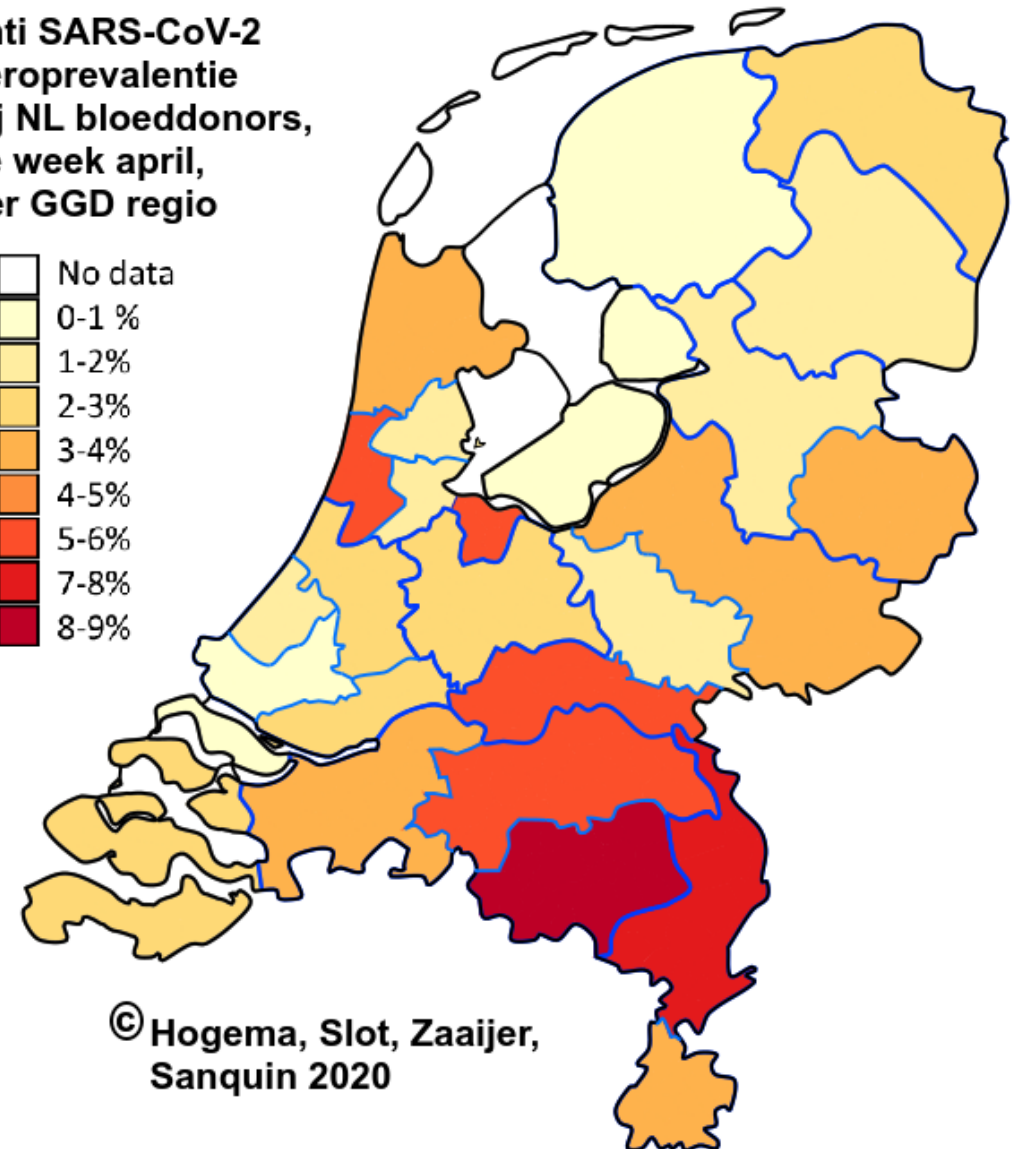 nti SARS-CoV-2
eroprevalentie
j NL bloeddonors,
e week april,
er GGD regio
No data
0-1 %
1-2%
2-3%
3-4%
4-5%
5-6%
7-8%
8-9%
© Hogema, Slot, Zaaijer,
Sanquin 2020